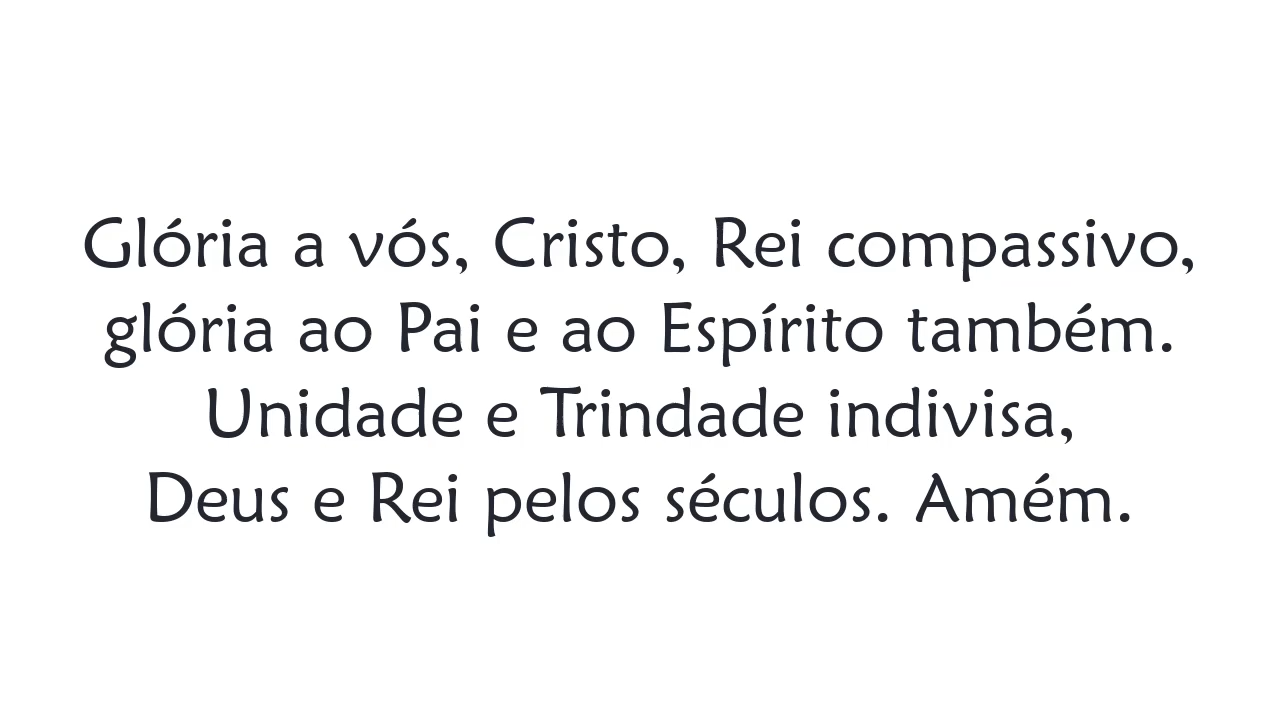 Glória a vós, Cristo, Rei compassivo,
glória ao Pai e ao Espírito também.
Unidade e Trindade indivisa,
Deus e Rei pelos séculos. Amém.